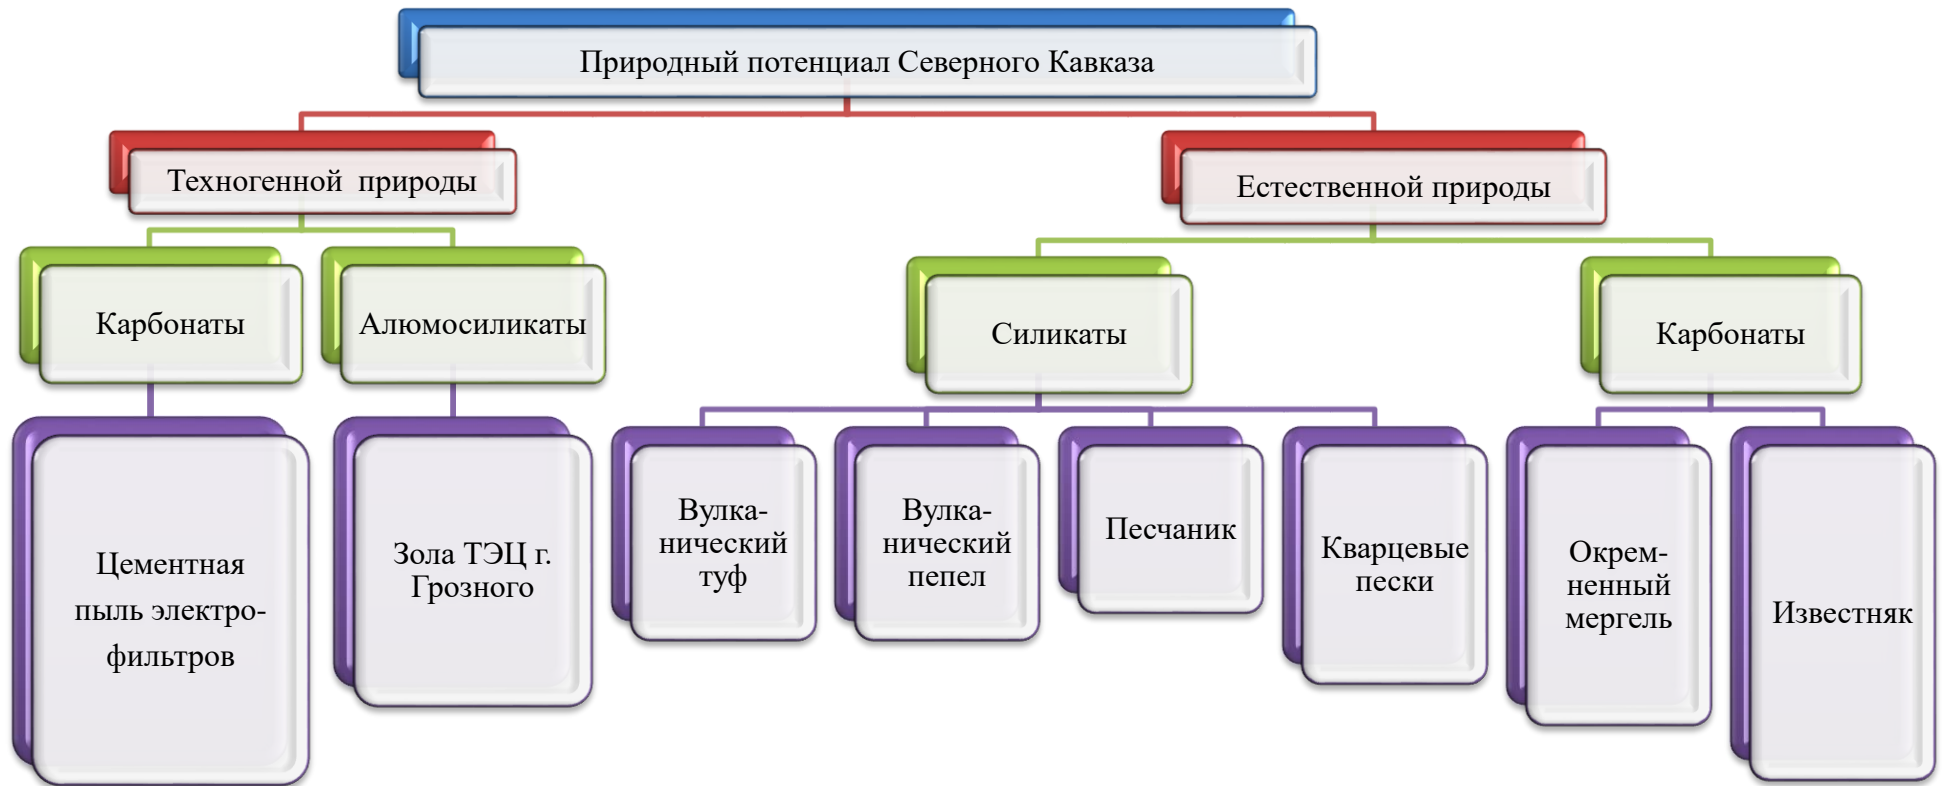 Природный потенциал Северного Кавказа
Техногенной природы
Естественной природы
Карбонаты
Алюмосиликаты
Силикаты
Карбонаты
Цементная
пыль электро-
фильтров
Зола ТЭЦ г.
Грозного
Вулка-
нический
туф
Вулка-
нический
пепел
Песчаник
Кварцевые
пески
Окрем-
ненный
мергель
Известняк